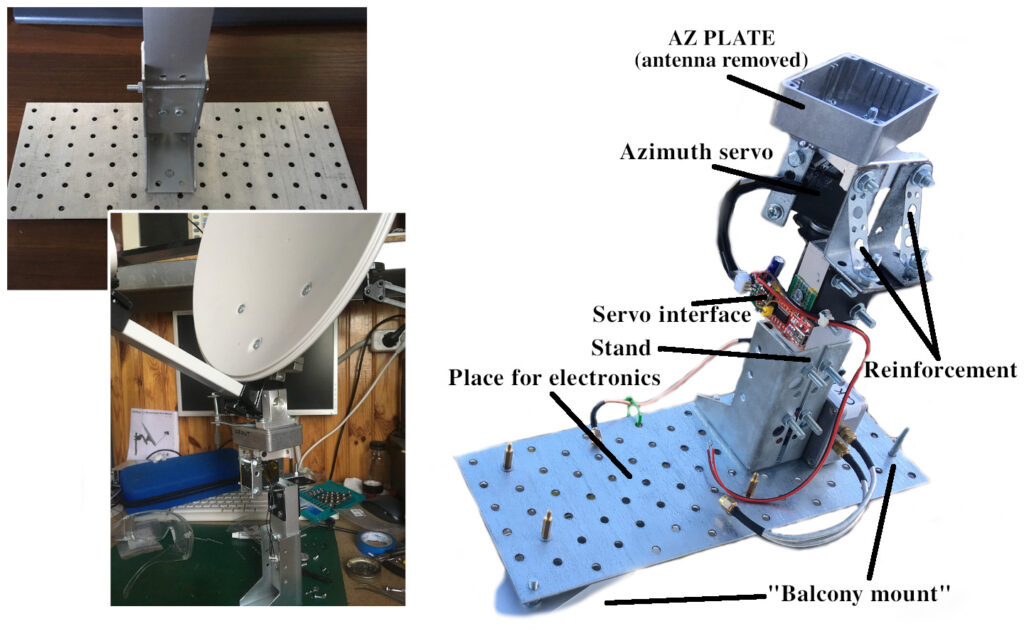 AZ PLATE
(antenna removed)
Azimuth servo
Servo interface
Stand
Reinforcement
Place for electronics
"Balcony mount"